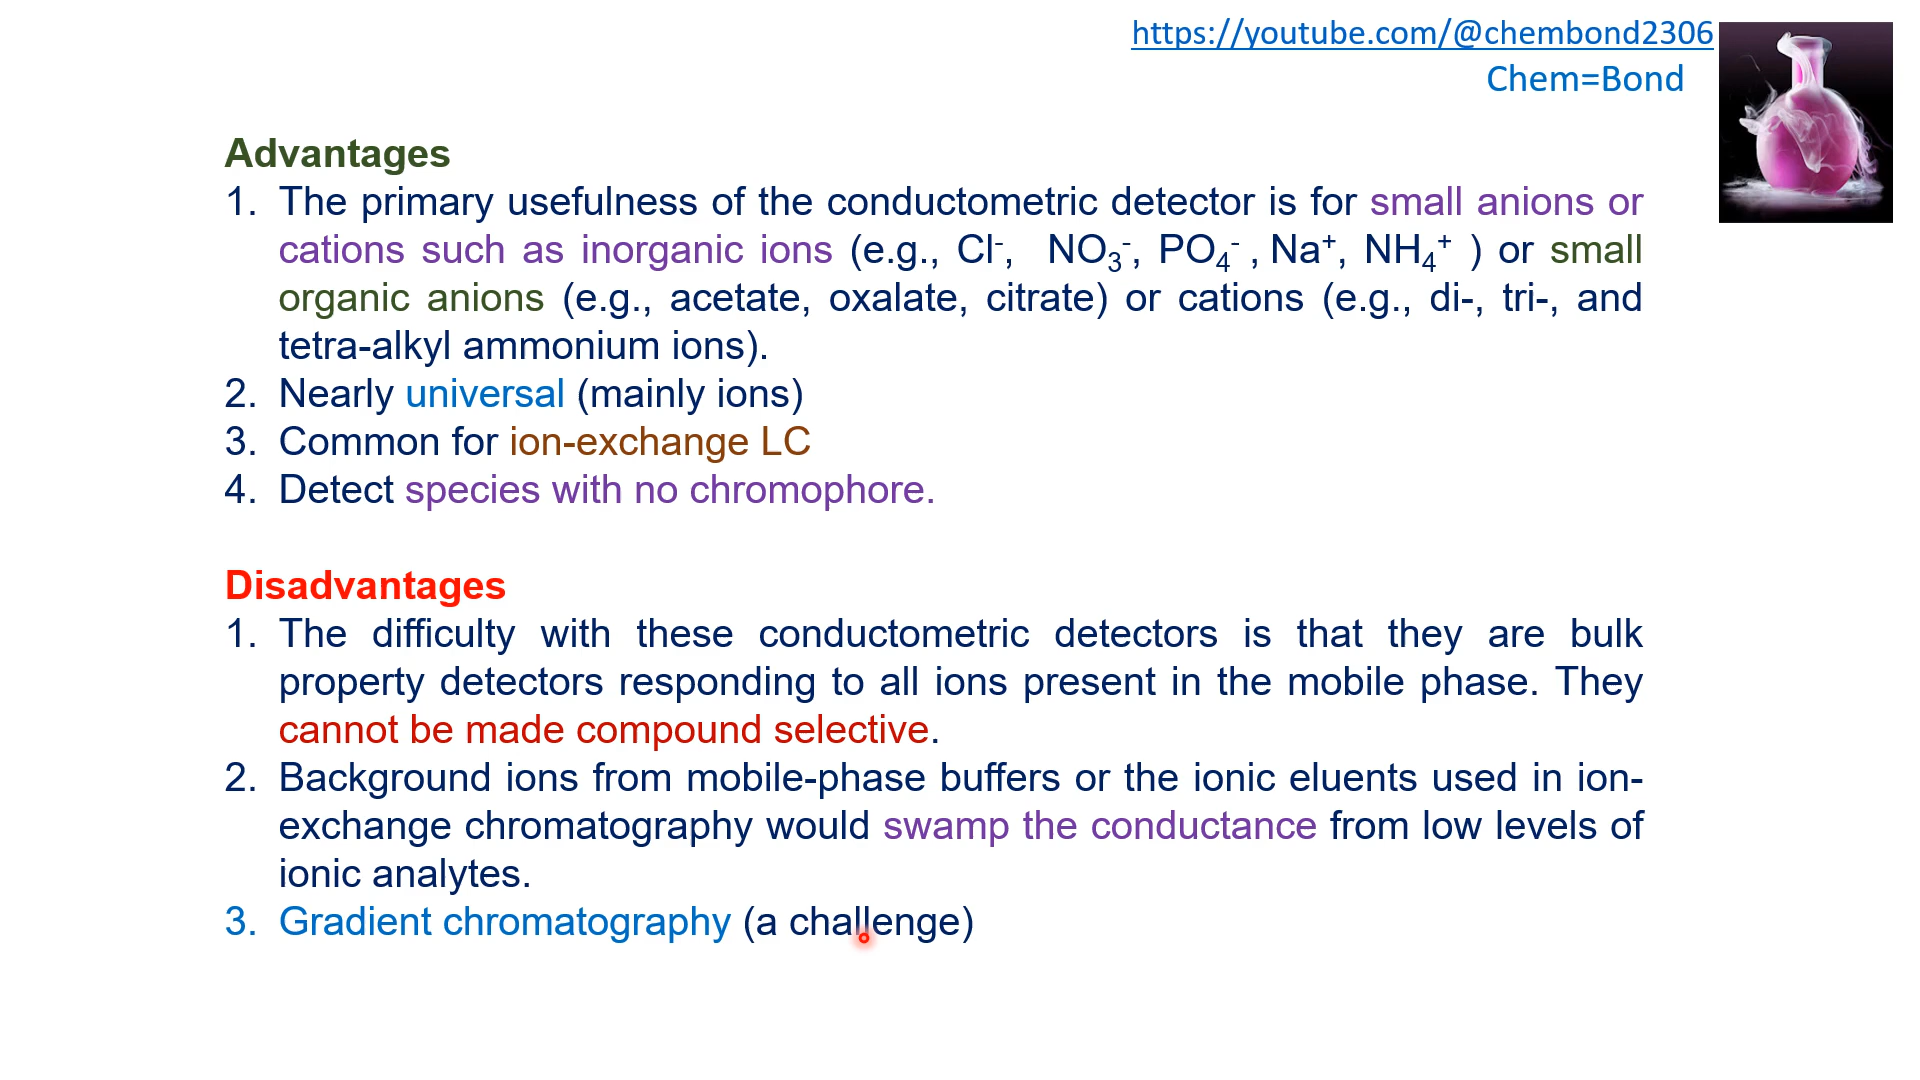 https://youtube.com/@chembond2306
Chem=Bond
Advantages
1. The primary usefulness of the conductometric detector is for small anions or
cations such as inorganic ions (e.g., Cl⁻, NO₃⁻, PO₄⁻ , Na⁺, NH₄⁺ ) or small
organic anions (e.g., acetate, oxalate, citrate) or cations (e.g., di-, tri-, and
tetra-alkyl ammonium ions).
2. Nearly universal (mainly ions)
3. Common for ion-exchange LC
4. Detect species with no chromophore.
Disadvantages
1. The difficulty with these conductometric detectors is that they are bulk
property detectors responding to all ions present in the mobile phase. They
cannot be made compound selective.
2. Background ions from mobile-phase buffers or the ionic eluents used in ion-
exchange chromatography would swamp the conductance from low levels of
ionic analytes.
3. Gradient chromatography (a challenge)